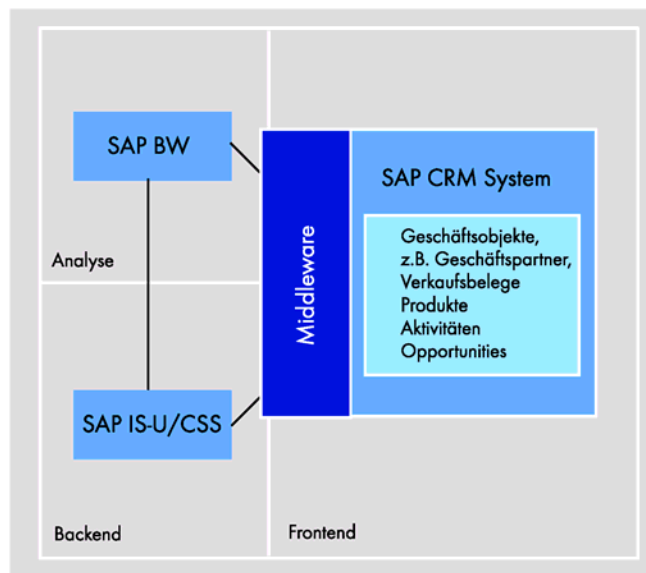 SAP BW
Analyse
SAP IS-U/CSS
Backend
Middleware
SAP CRM System
Geschäftsobjekte,
z.B. Geschäftspartner,
Verkaufsbelege
Produkte
Aktivitäten
Opportunities
Frontend